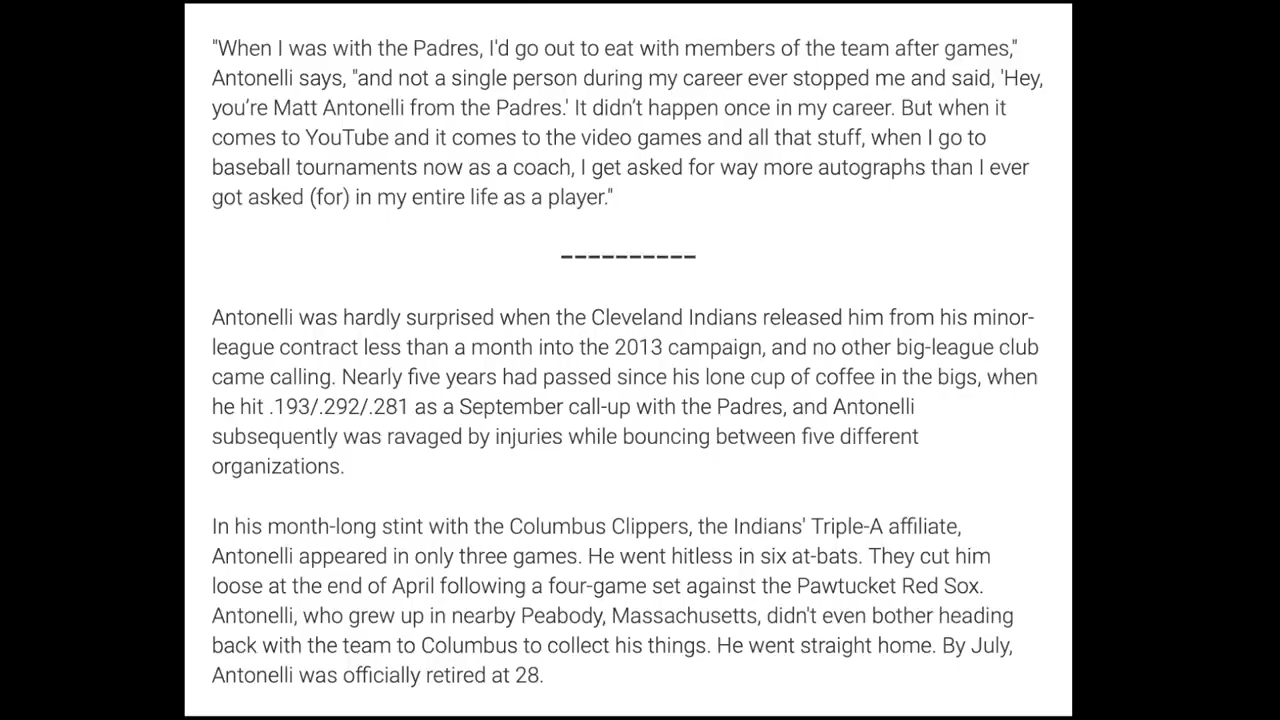 "When I was with the Padres, I'd go out to eat with members of the team after games,"
Antonelli says, "and not a single person during my career ever stopped me and said, 'Hey,
you’re Matt Antonelli from the Padres.' It didn’t happen once in my career. But when it
comes to YouTube and it comes to the video games and all that stuff, when I go to
baseball tournaments now as a coach, I get asked for way more autographs than I ever
got asked (for) in my entire life as a player."
----------
Antonelli was hardly surprised when the Cleveland Indians released him from his minor-
league contract less than a month into the 2013 campaign, and no other big-league club
came calling. Nearly five years had passed since his lone cup of coffee in the bigs, when
he hit .193/.292/.281 as a September call-up with the Padres, and Antonelli
subsequently was ravaged by injuries while bouncing between five different
organizations.
In his month-long stint with the Columbus Clippers, the Indians' Triple-A affiliate,
Antonelli appeared in only three games. He went hitless in six at-bats. They cut him
loose at the end of April following a four-game set against the Pawtucket Red Sox.
Antonelli, who grew up in nearby Peabody, Massachusetts, didn't even bother heading
back with the team to Columbus to collect his things. He went straight home. By July,
Antonelli was officially retired at 28.